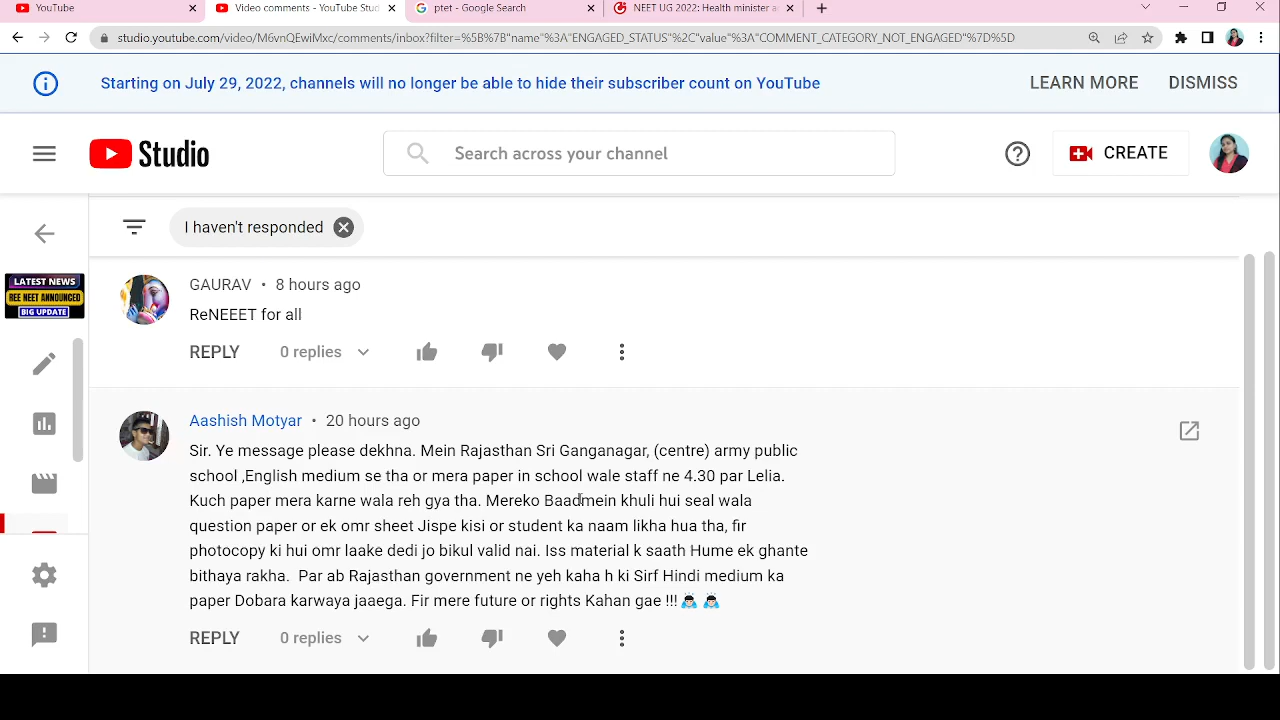 YouTube
Video comments - YouTube Stud
ptet - Google Search
NEET UG 2022: Health minister a
studio.youtube.com/video/M6vnQEwiMxc/comments/inbox?filter=%5B%7B"name"%3A"ENGAGED_STATUS"%2C"value"%3A"COMMENT_CATEGORY_NOT_ENGAGED"%7D%5D
Starting on July 29, 2022, channels will no longer be able to hide their subscriber count on YouTube
LEARN MORE
DISMISS
Studio
Search across your channel
CREATE
I haven't responded
LATEST NEWS
REE NEET ANNOUNCED
BIG UPDATE
GAURAV • 8 hours ago
ReNEEET for all
REPLY
0 replies
Aashish Motyar • 20 hours ago
Sir. Ye message please dekhna. Mein Rajasthan Sri Ganganagar, (centre) army public
school ,English medium se tha or mera paper in school wale staff ne 4.30 par Lelia.
Kuch paper mera karne wala reh gya tha. Mereko Baadmein khuli hui seal wala
question paper or ek omr sheet Jispe kisi or student ka naam likha hua tha, fir
photocopy ki hui omr laake dedi jo bikul valid nai. Iss material k saath Hume ek ghante
bithaya rakha. Par ab Rajasthan government ne yeh kaha h ki Sirf Hindi medium ka
paper Dobara karwaya jaaega. Fir mere future or rights Kahan gae !!! 🙇🏻 🙇🏻
REPLY
0 replies